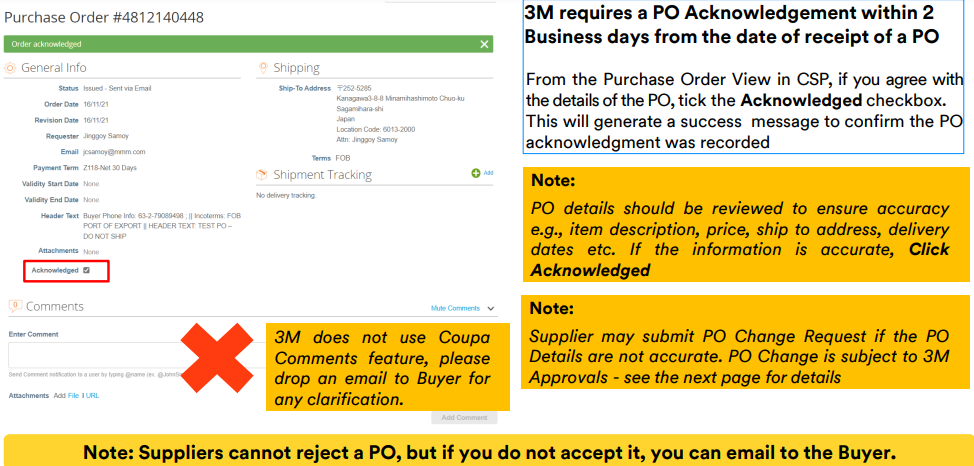 Purchase Order #4812140448
Order acknowledged
General Info
Status Issued - Sent via Email
Order Date 16/11/21
Revision Date 16/11/21
Requester Jinggoy Samoy
Email jcsamoy@mmm.com
Payment Term Z118-Net 30 Days
Validity Start Date None
Validity End Date None
Header Text Buyer Phone Info: 63-2-79089498 , || Incoterms: FOB
PORT OF EXPORT || HEADER TEXT: TEST PO –
DO NOT SHIP
Attachments None
Acknowledged
Shipping
Ship-To Address 〒252-5285
Kanagawa3-8-8 Minamihashimoto Chuo-ku
Sagamihara-shi
Japan
Location Code: 6013-2000
Attn: Jinggoy Samoy
Terms FOB
Shipment Tracking
Add
No delivery tracking.
0 Comments
Mute Comments
Enter Comment
Send Comment notification to a user by typing @name (ex. @JohnS
Attachments Add File | URL
Add Comment
3M does not use Coupa
Comments feature, please
drop an email to Buyer for
any clarification.
3M requires a PO Acknowledgement within 2
Business days from the date of receipt of a PO
From the Purchase Order View in CSP, if you agree with
the details of the PO, tick the Acknowledged checkbox.
This will generate a success message to confirm the PO
acknowledgment was recorded
Note:
PO details should be reviewed to ensure accuracy
e.g., item description, price, ship to address, delivery
dates etc. If the information is accurate, Click
Acknowledged
Note:
Supplier may submit PO Change Request if the PO
Details are not accurate. PO Change is subject to 3M
Approvals - see the next page for details
Note: Suppliers cannot reject a PO, but if you do not accept it, you can email to the Buyer.